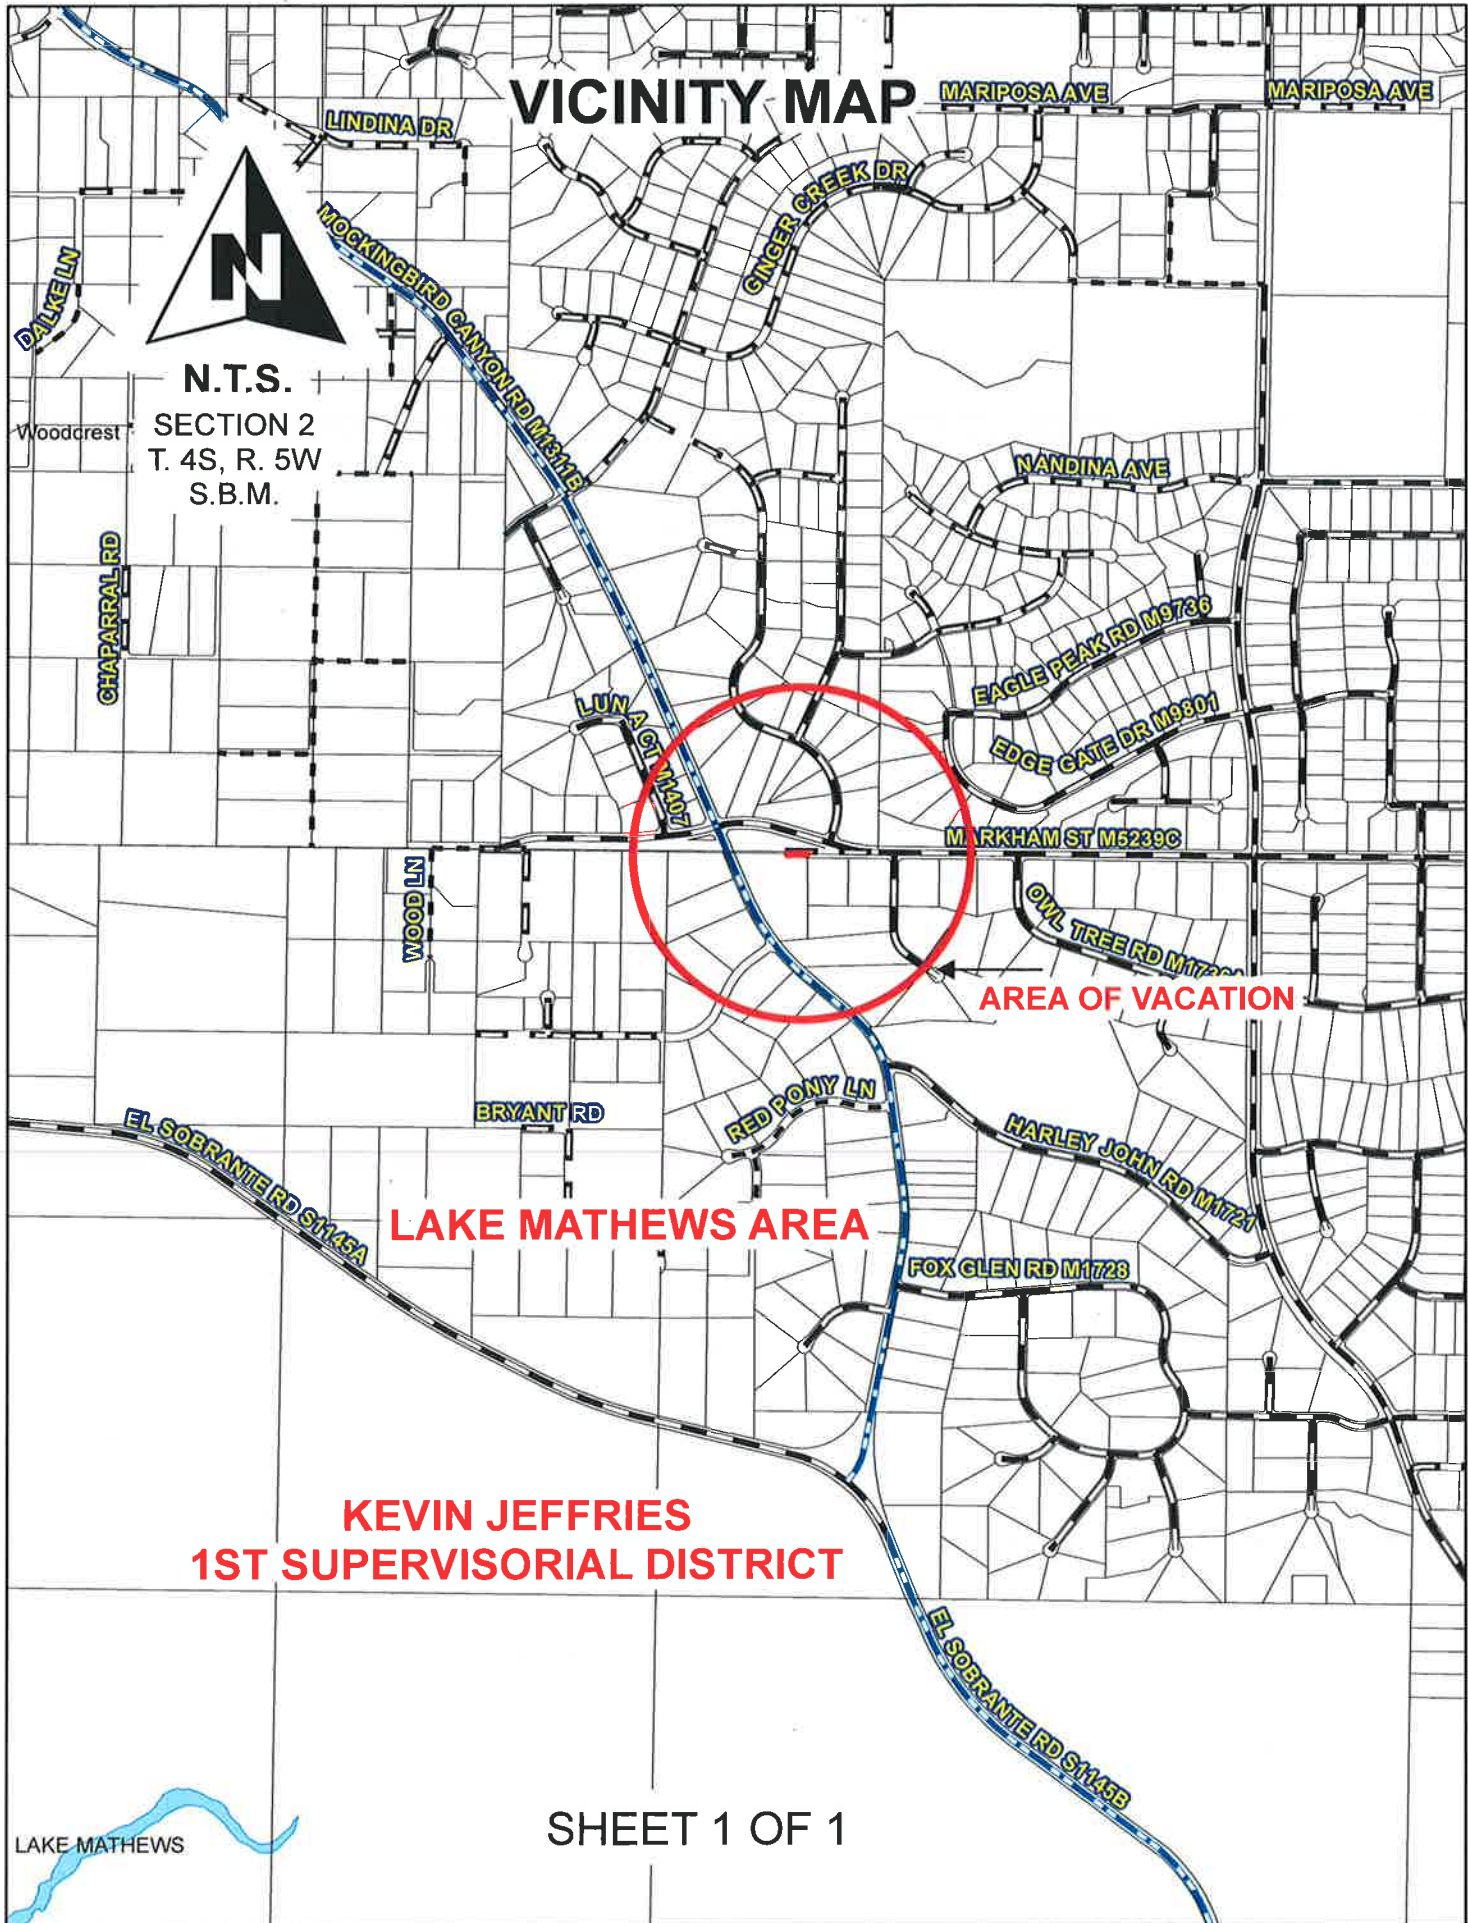 VICINITY MAP
MARIPOSA AVE
MARIPOSA AVE
LINDINA DR
GINGER CREEK DR
MOCKINGBIRD CANYON RD M1311B
DALKE LN
N
N.T.S.
SECTION 2
T. 4S, R. 5W
S.B.M.
Woodcrest
NANDINA AVE
CHAPARRAL RD
EAGLE PEAK RD M9736
LUNA CT M1407
EDGE GATE DR M9801
MARKHAM ST M5239C
WOOD LN
OWL TREE RD
AREA OF VACATION
RED PONY LN
BRYANT RD
EL SOBRANTE RD S1145A
HARLEY JOHN RD M1721
LAKE MATHEWS AREA
FOX GLEN RD M1728
KEVIN JEFFRIES
1ST SUPERVISORIAL DISTRICT
EL SOBRANTE RD S1145B
SHEET 1 OF 1
LAKE MATHEWS